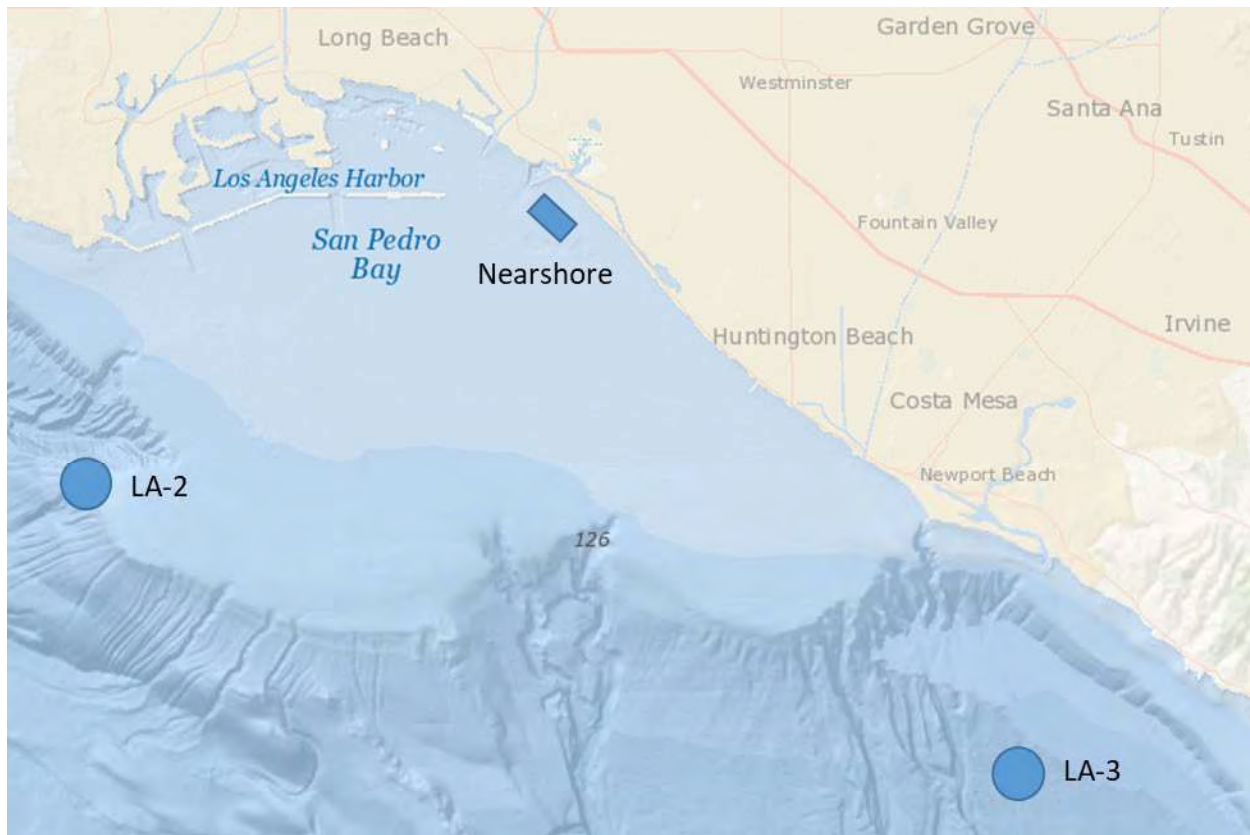 Long Beach
Garden Grove
Westminster
Santa Ana
Tustin
Los Angeles Harbor
San Pedro
Bay
Fountain Valley
Nearshore
Huntington Beach
Irvine
Costa Mesa
Newport Beach
LA-2
126
LA-3